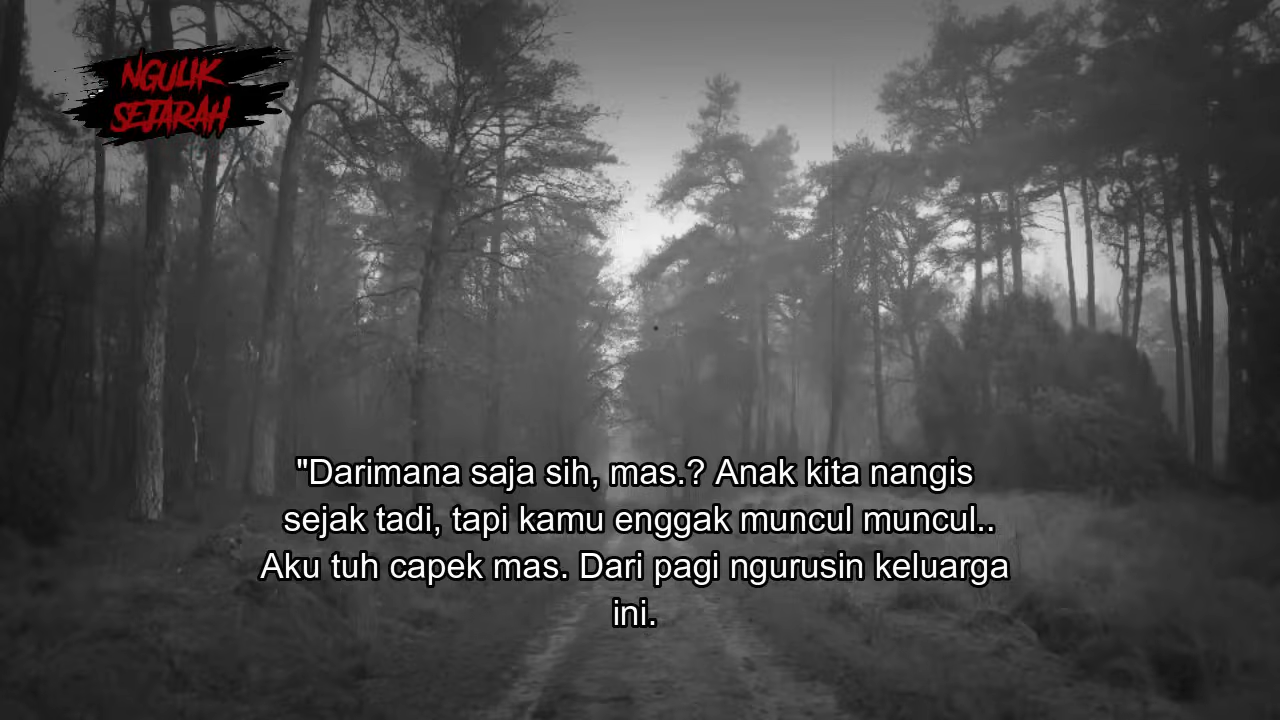 NGULIK
SEJARAH
"Darimana saja sih, mas.? Anak kita nangis
sejak tadi, tapi kamu enggak muncul muncul..
Aku tuh capek mas. Dari pagi ngurusin keluarga
ini.